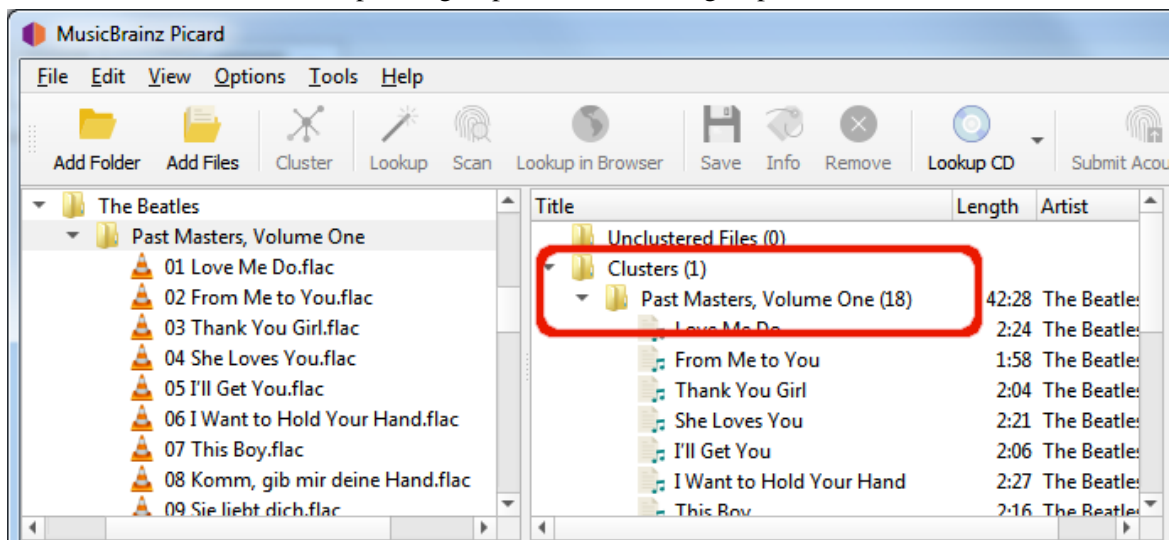 MusicBrainz Picard
File Edit View Options Tools Help
Add Folder Add Files Cluster Lookup Scan Lookup in Browser Save Info Remove Lookup CD Submit Acou
The Beatles
Past Masters, Volume One
01 Love Me Do.flac
02 From Me to You.flac
03 Thank You Girl.flac
04 She Loves You.flac
05 I'll Get You.flac
06 I Want to Hold Your Hand.flac
07 This Boy.flac
08 Komm, gib mir deine Hand.flac
09 Sie liebt dich.flac
Title Length Artist
Unclustered Files (0)
Clusters (1)
Past Masters, Volume One (18) 42:28 The Beatles
Love Me Do 2:24 The Beatles
From Me to You 1:58 The Beatles
Thank You Girl 2:04 The Beatles
She Loves You 2:21 The Beatles
I'll Get You 2:06 The Beatles
I Want to Hold Your Hand 2:27 The Beatles
This Boy 2:16 The Beatles